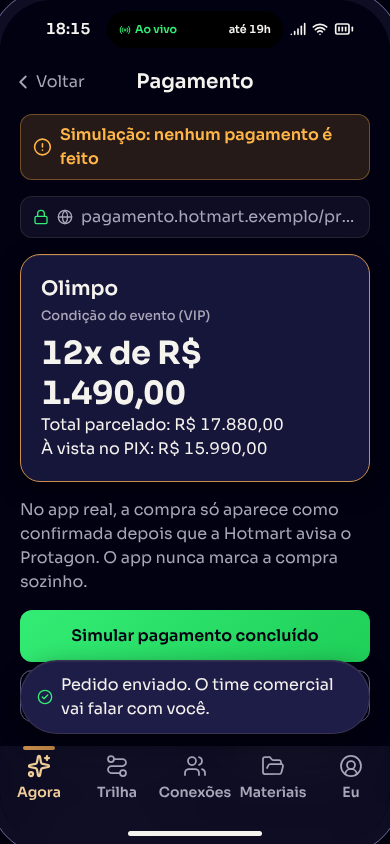 18:15
Ao vivo
até 19h
Voltar
Pagamento
Simulação: nenhum pagamento é
feito
pagamento.hotmart.exemplo/pr...
Olimpo
Condição do evento (VIP)
12x de R$
1.490,00
Total parcelado: R$ 17.880,00
À vista no PIX: R$ 15.990,00
No app real, a compra só aparece como
confirmada depois que a Hotmart avisa o
Protagon. O app nunca marca a compra
sozinho.
Simular pagamento concluído
Pedido enviado. O time comercial
vai falar com você.
Agora
Trilha
Conexões
Materiais
Eu